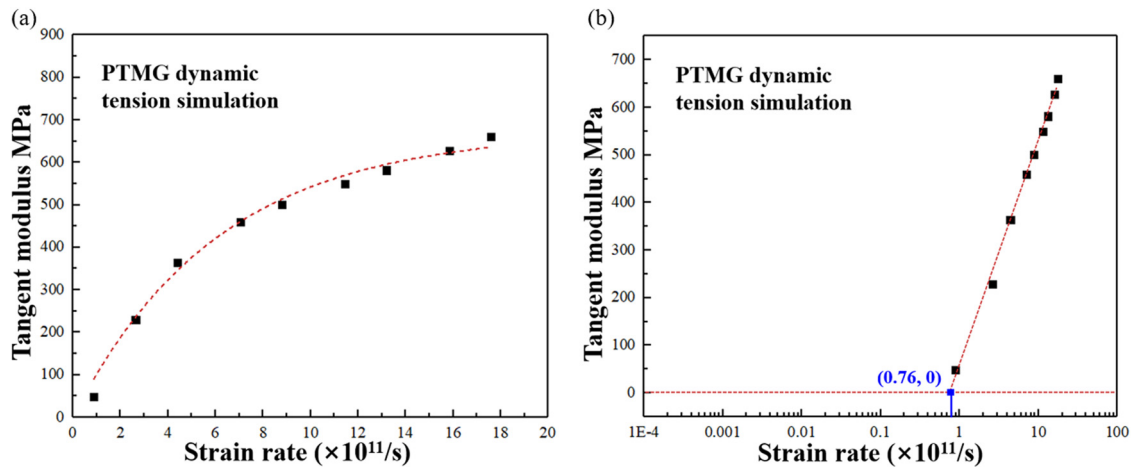 (a)
PTMG dynamic
tension simulation
Tangent modulus MPa
900
800
700
600
500
400
300
200
100
0
0 2 4 6 8 10 12 14 16 18 20
Strain rate (×10¹¹/s)
(b)
PTMG dynamic
tension simulation
Tangent modulus MPa
700
600
500
400
300
200
100
0
(0.76, 0)
1E-4 0.001 0.01 0.1 1 10 100
Strain rate (×10¹¹/s)